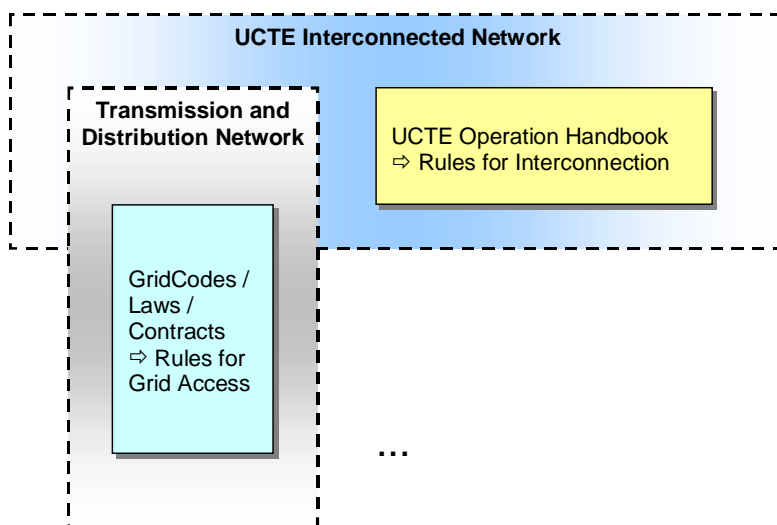 UCTE Interconnected Network
Transmission and
Distribution Network
UCTE Operation Handbook
⇨ Rules for Interconnection
GridCodes /
Laws /
Contracts
⇨ Rules for
Grid Access
...